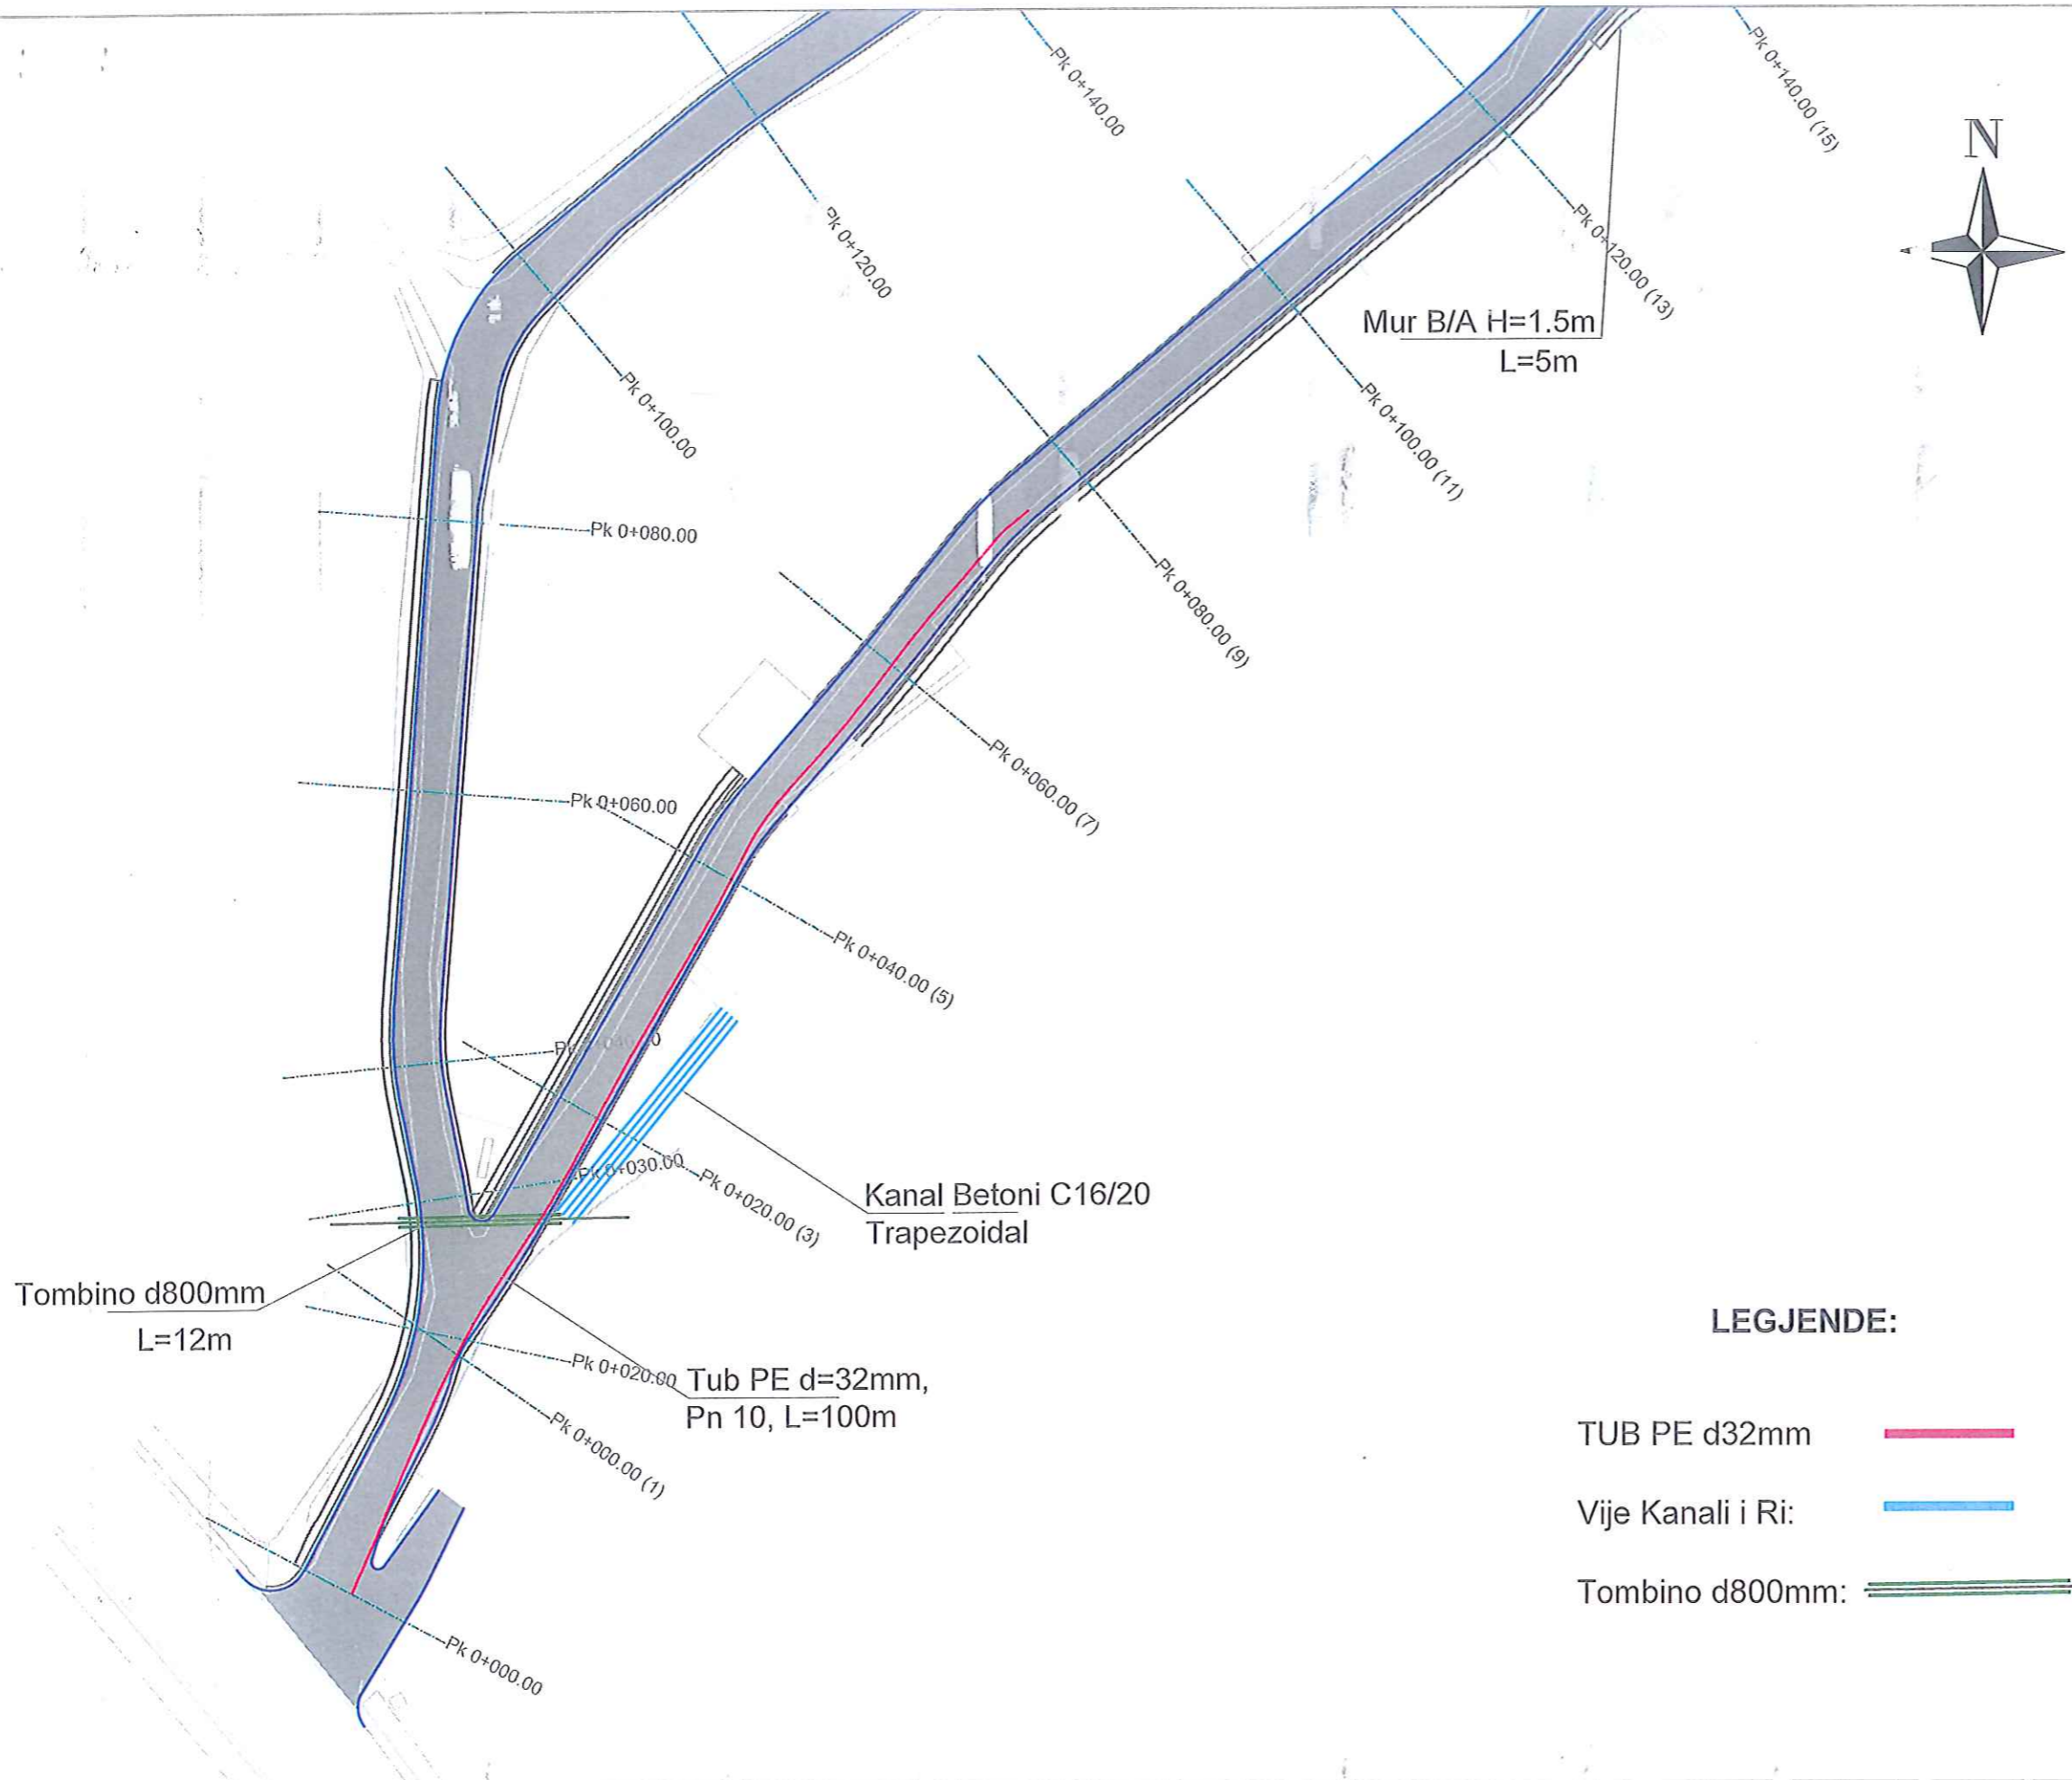 Pk 0+140.00
Pk 0+140.00 (15)
N
Pk 0+120.00
Pk 0+120.00 (13)
Mur B/A H=1.5m
L=5m
Pk 0+100.00
Pk 0+100.00 (11)
Pk 0+080.00
Pk 0+080.00 (9)
Pk 0+060.00
Pk 0+060.00 (7)
Pk 0+040.00 (5)
Pk 0+030.00
Pk 0+020.00 (3)
Kanal Betoni C16/20
Trapezoidal
Tombino d800mm
L=12m
Pk 0+020.00
Tub PE d=32mm,
Pn 10, L=100m
Pk 0+000.00 (1)
Pk 0+000.00
LEGJENDE:
TUB PE d32mm
Vije Kanali i Ri:
Tombino d800mm: